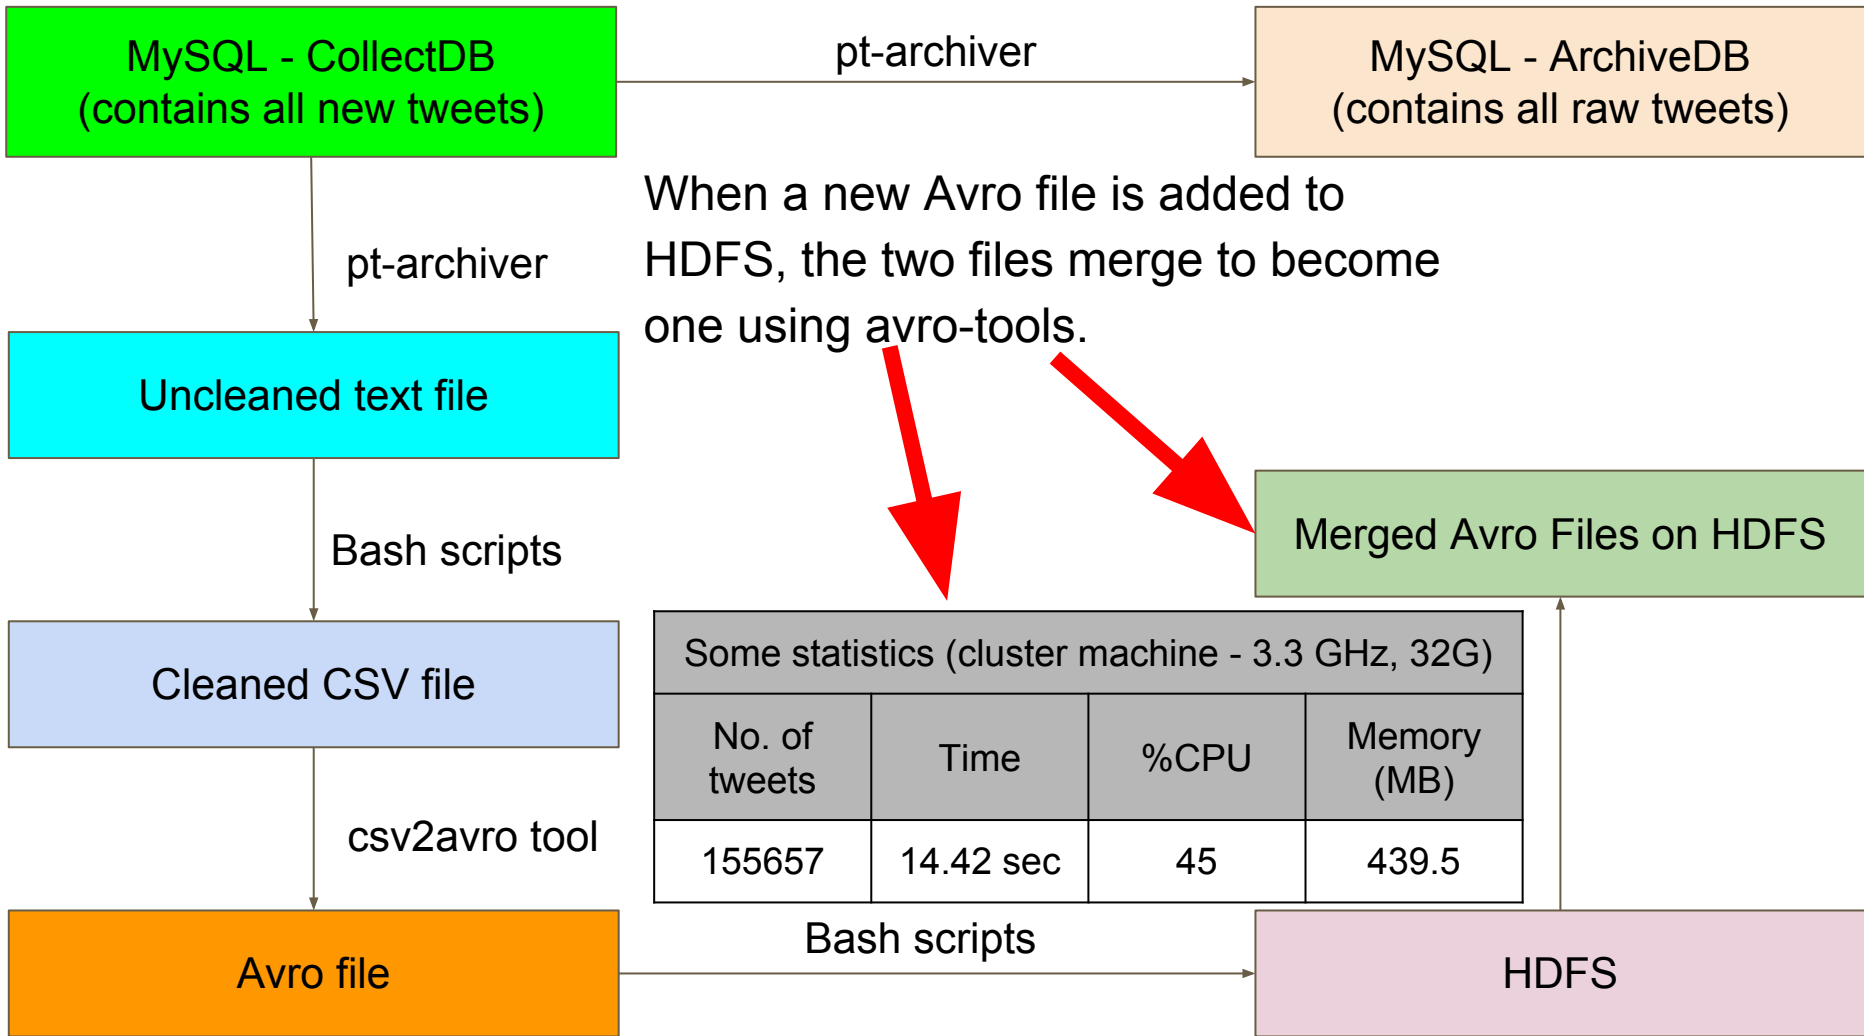 MySQL - CollectDB
(contains all new tweets)
pt-archiver
MySQL - ArchiveDB
(contains all raw tweets)
When a new Avro file is added to
HDFS, the two files merge to become
one using avro-tools.
pt-archiver
Uncleaned text file
Bash scripts
Merged Avro Files on HDFS
Cleaned CSV file
Some statistics (cluster machine - 3.3 GHz, 32G)
No. of
tweets
Time
%CPU
Memory
(MB)
155657
14.42 sec
45
439.5
csv2avro tool
Avro file
Bash scripts
HDFS